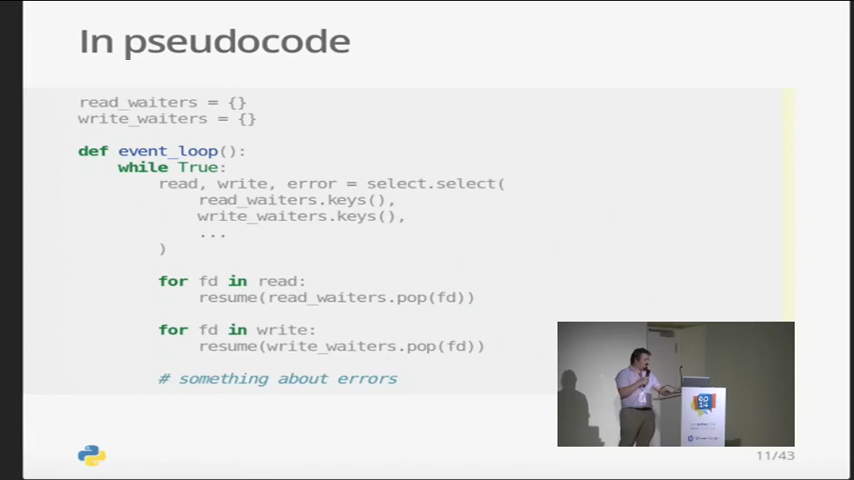 In pseudocode
read_waiters = {}
write_waiters = {}
def event_loop():
while True:
read, write, error = select.select(
read_waiters.keys(),
write_waiters.keys(),
...
)
for fd in read:
resume(read_waiters.pop(fd))
for fd in write:
resume(write_waiters.pop(fd))
# something about errors
11/43